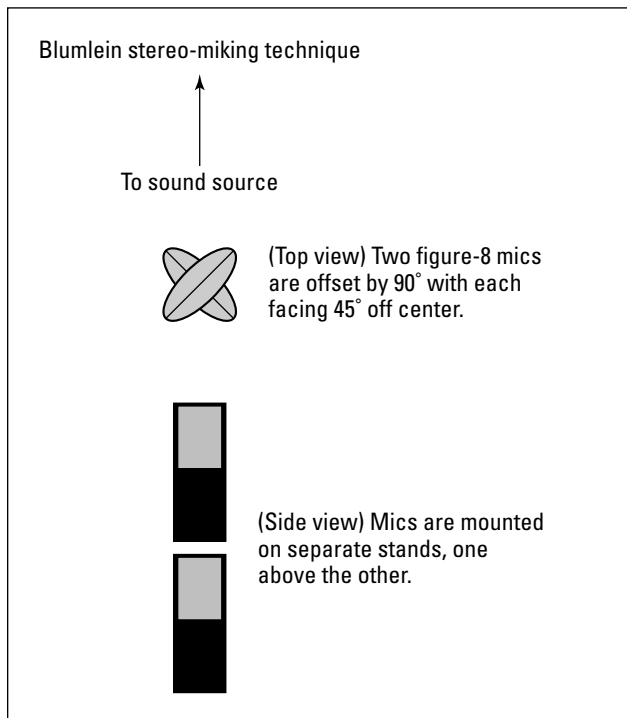 Blumlein stereo-miking technique
To sound source
(Top view) Two figure-8 mics
are offset by 90˚ with each
facing 45˚ off center.
(Side view) Mics are mounted
on separate stands, one
above the other.